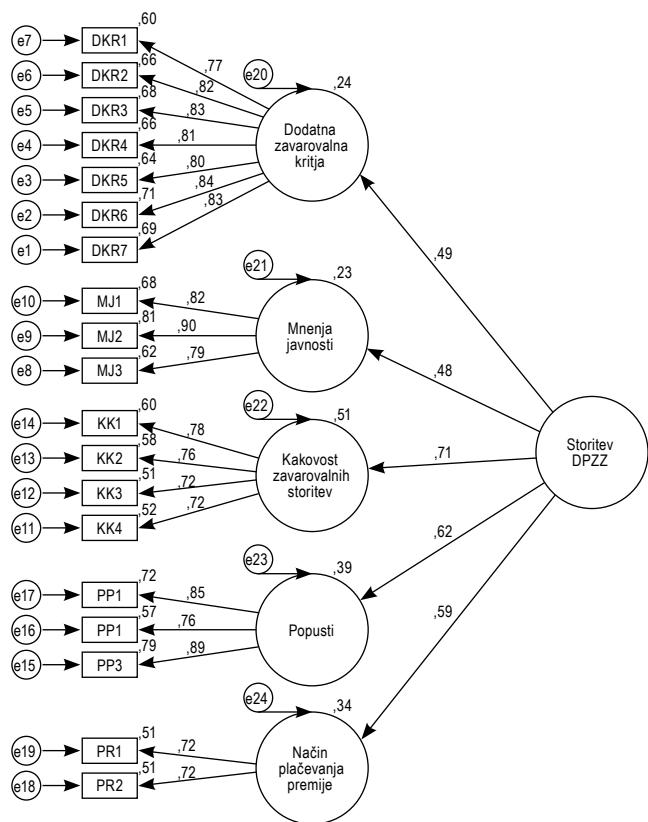 ,60
e7 DKR1
,77
,66
e6 DKR2
,82
e20
,24
,68
e5 DKR3
,83
,66
e4 DKR4
,81
Dodatna
zavarovalna
kritja
,64
e3 DKR5
,80
,71
e2 DKR6
,84
,69
e1 DKR7
,83
,49
e21
,23
,68
e10 MJ1
,82
,81
e9 MJ2
,90
Mnenja
javnosti
,62
e8 MJ3
,79
,48
e22
,51
,60
e14 KK1
,78
,58
e13 KK2
,76
Kakovost
zavarovalnih
storitev
,51
e12 KK3
,72
,52
e11 KK4
,72
,71
Storitev
DPZZ
e23
,39
,62
,72
e17 PP1
,85
,57
e16 PP1
,76
Popusti
,79
e15 PP3
,89
,59
e24
,34
,51
e19 PR1
,72
,51
e18 PR2
,72
Način
plačevanja
premije